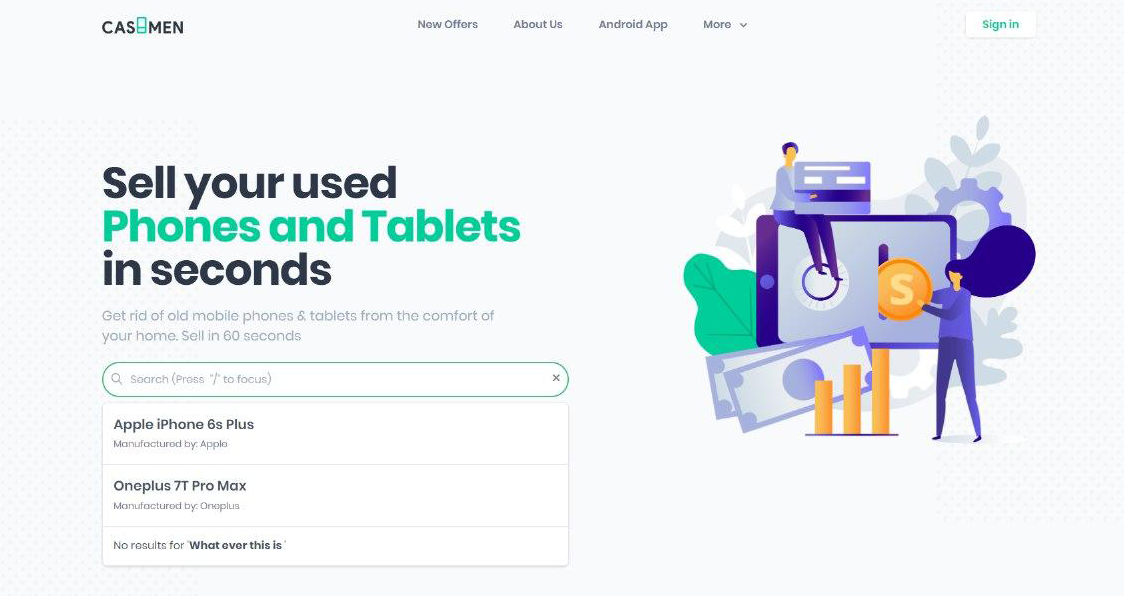 CASHMEN
New Offers
About Us
Android App
More
Sign in
Sell your used
Phones and Tablets
in seconds
Get rid of old mobile phones & tablets from the comfort of
your home. Sell in 60 seconds
Search (Press "/" to focus)
Apple iPhone 6s Plus
Manufactured by: Apple
Oneplus 7T Pro Max
Manufactured by: Oneplus
No results for 'What ever this is '
S